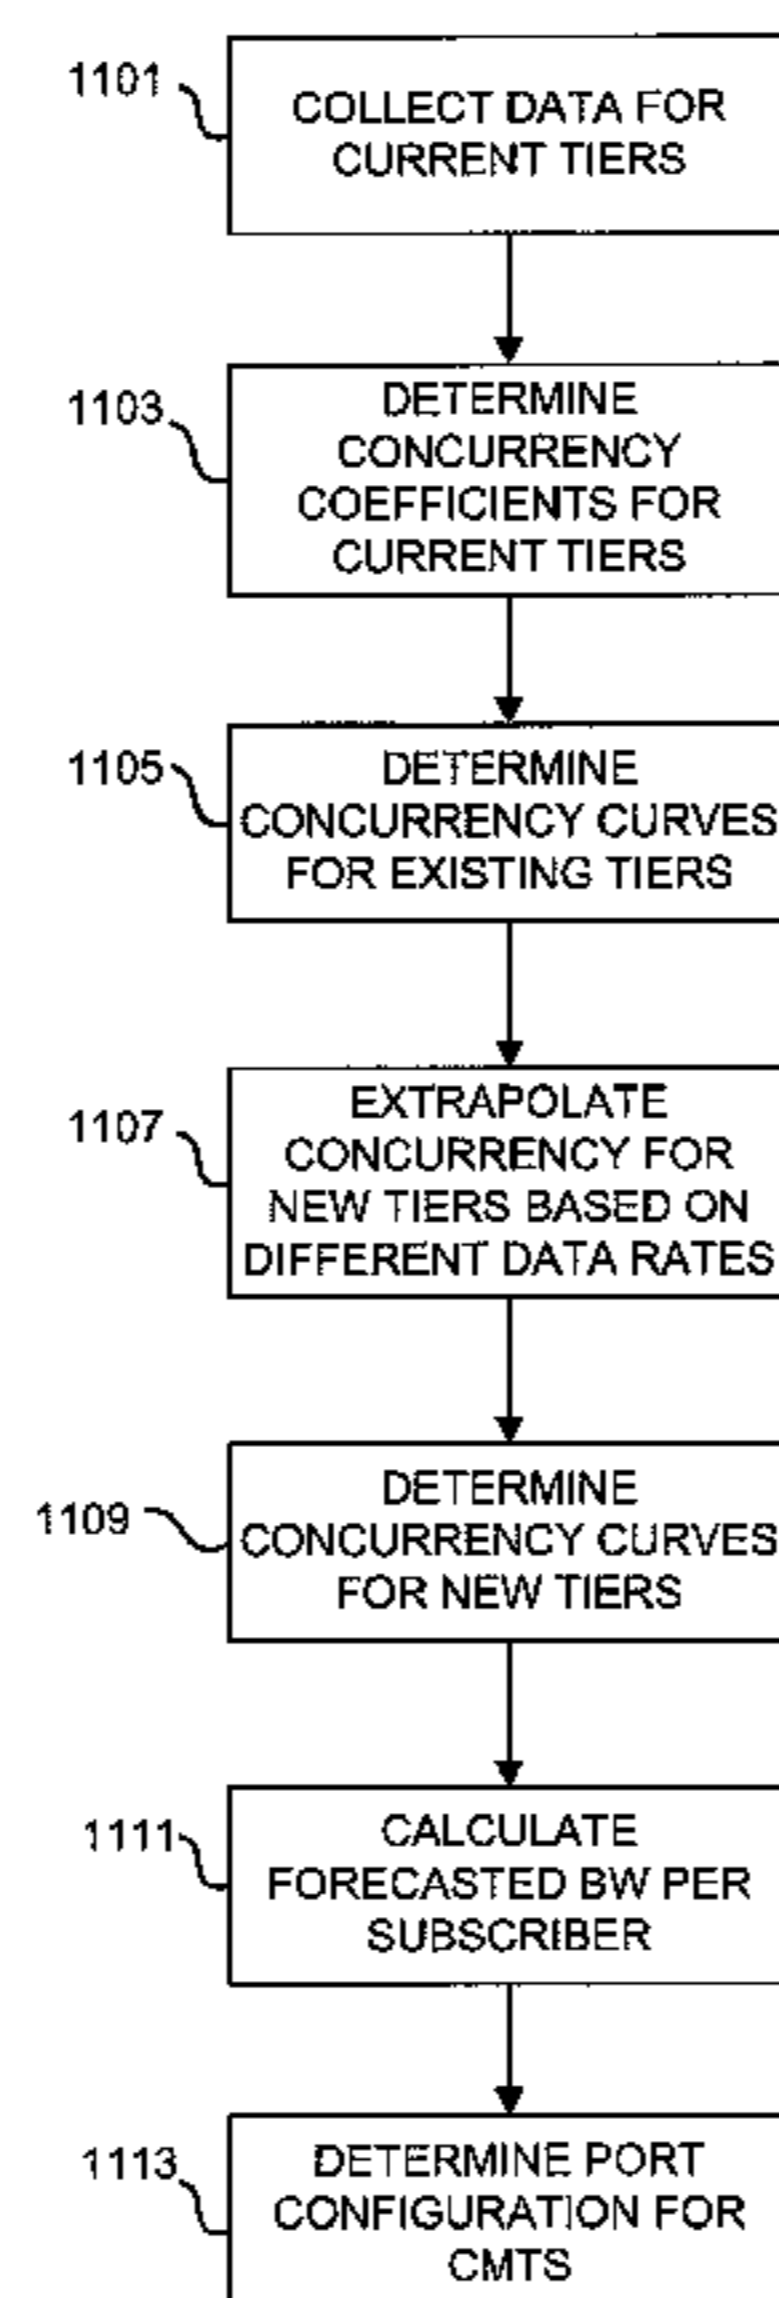 1101
COLLECT DATA FOR
CURRENT TIERS
1103
DETERMINE
CONCURRENCY
COEFFICIENTS FOR
CURRENT TIERS
1105
DETERMINE
CONCURRENCY CURVES
FOR EXISTING TIERS
1107
EXTRAPOLATE
CONCURRENCY FOR
NEW TIERS BASED ON
DIFFERENT DATA RATES
1109
DETERMINE
CONCURRENCY CURVES
FOR NEW TIERS
1111
CALCULATE
FORECASTED BW PER
SUBSCRIBER
1113
DETERMINE PORT
CONFIGURATION FOR
CMTS